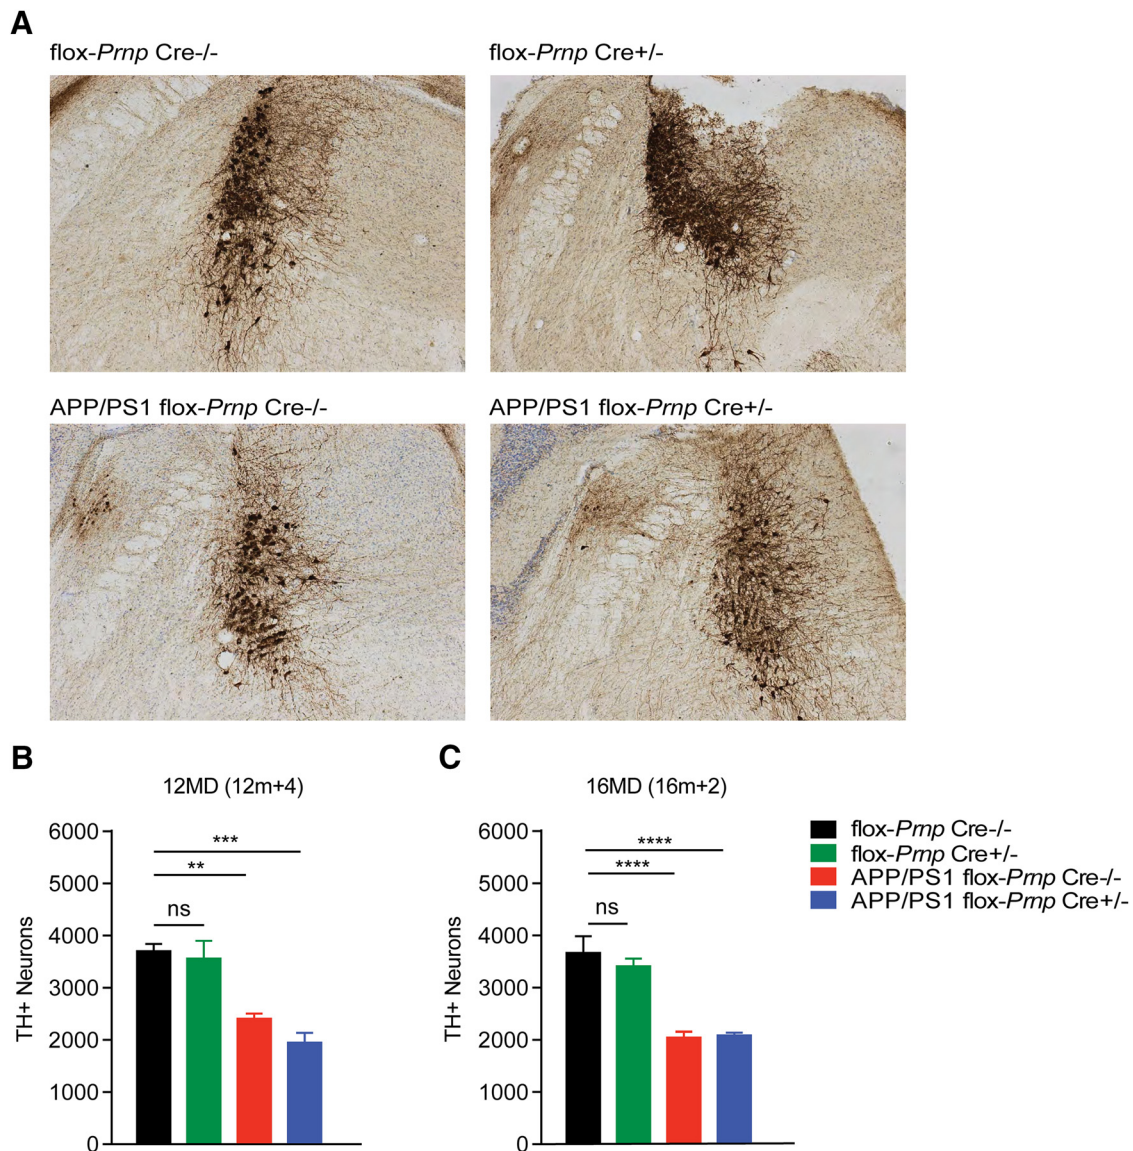 A
flox-Prnp Cre-/-
flox-Prnp Cre+/-
APP/PS1 flox-Prnp Cre-/-
APP/PS1 flox-Prnp Cre+/-
B
12MD (12m+4)
TH+ Neurons
6000
5000
4000
3000
2000
1000
0
***
**
ns
C
16MD (16m+2)
TH+ Neurons
6000
5000
4000
3000
2000
1000
0
****
****
ns
flox-Prnp Cre-/-
flox-Prnp Cre+/-
APP/PS1 flox-Prnp Cre-/-
APP/PS1 flox-Prnp Cre+/-